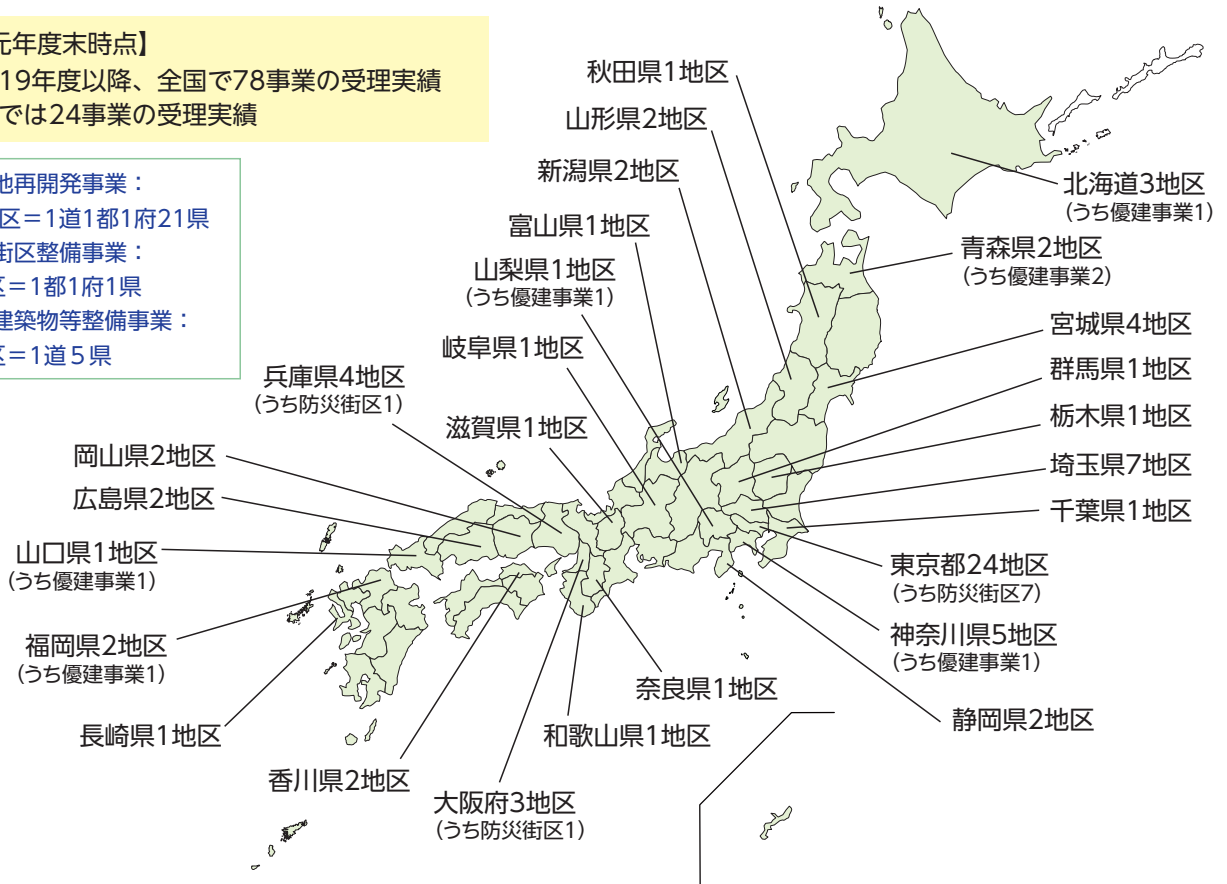 元年度末時点】
19年度以降、全国で78事業の受理実績
では24事業の受理実績
地再開発事業：
区＝1道1都1府21県
街区整備事業：
区＝1都1府1県
建築物等整備事業：
区＝1道５県
秋田県1地区
山形県2地区
新潟県2地区
富山県1地区
山梨県1地区
（うち優建事業1）
岐阜県1地区
兵庫県4地区
（うち防災街区1）
滋賀県1地区
岡山県2地区
広島県2地区
山口県1地区
（うち優建事業1）
福岡県2地区
（うち優建事業1）
長崎県1地区
香川県2地区
大阪府3地区
（うち防災街区1）
和歌山県1地区
奈良県1地区
北海道3地区
（うち優建事業1）
青森県2地区
（うち優建事業2）
宮城県4地区
群馬県1地区
栃木県1地区
埼玉県7地区
千葉県1地区
東京都24地区
（うち防災街区7）
神奈川県5地区
（うち優建事業1）
静岡県2地区